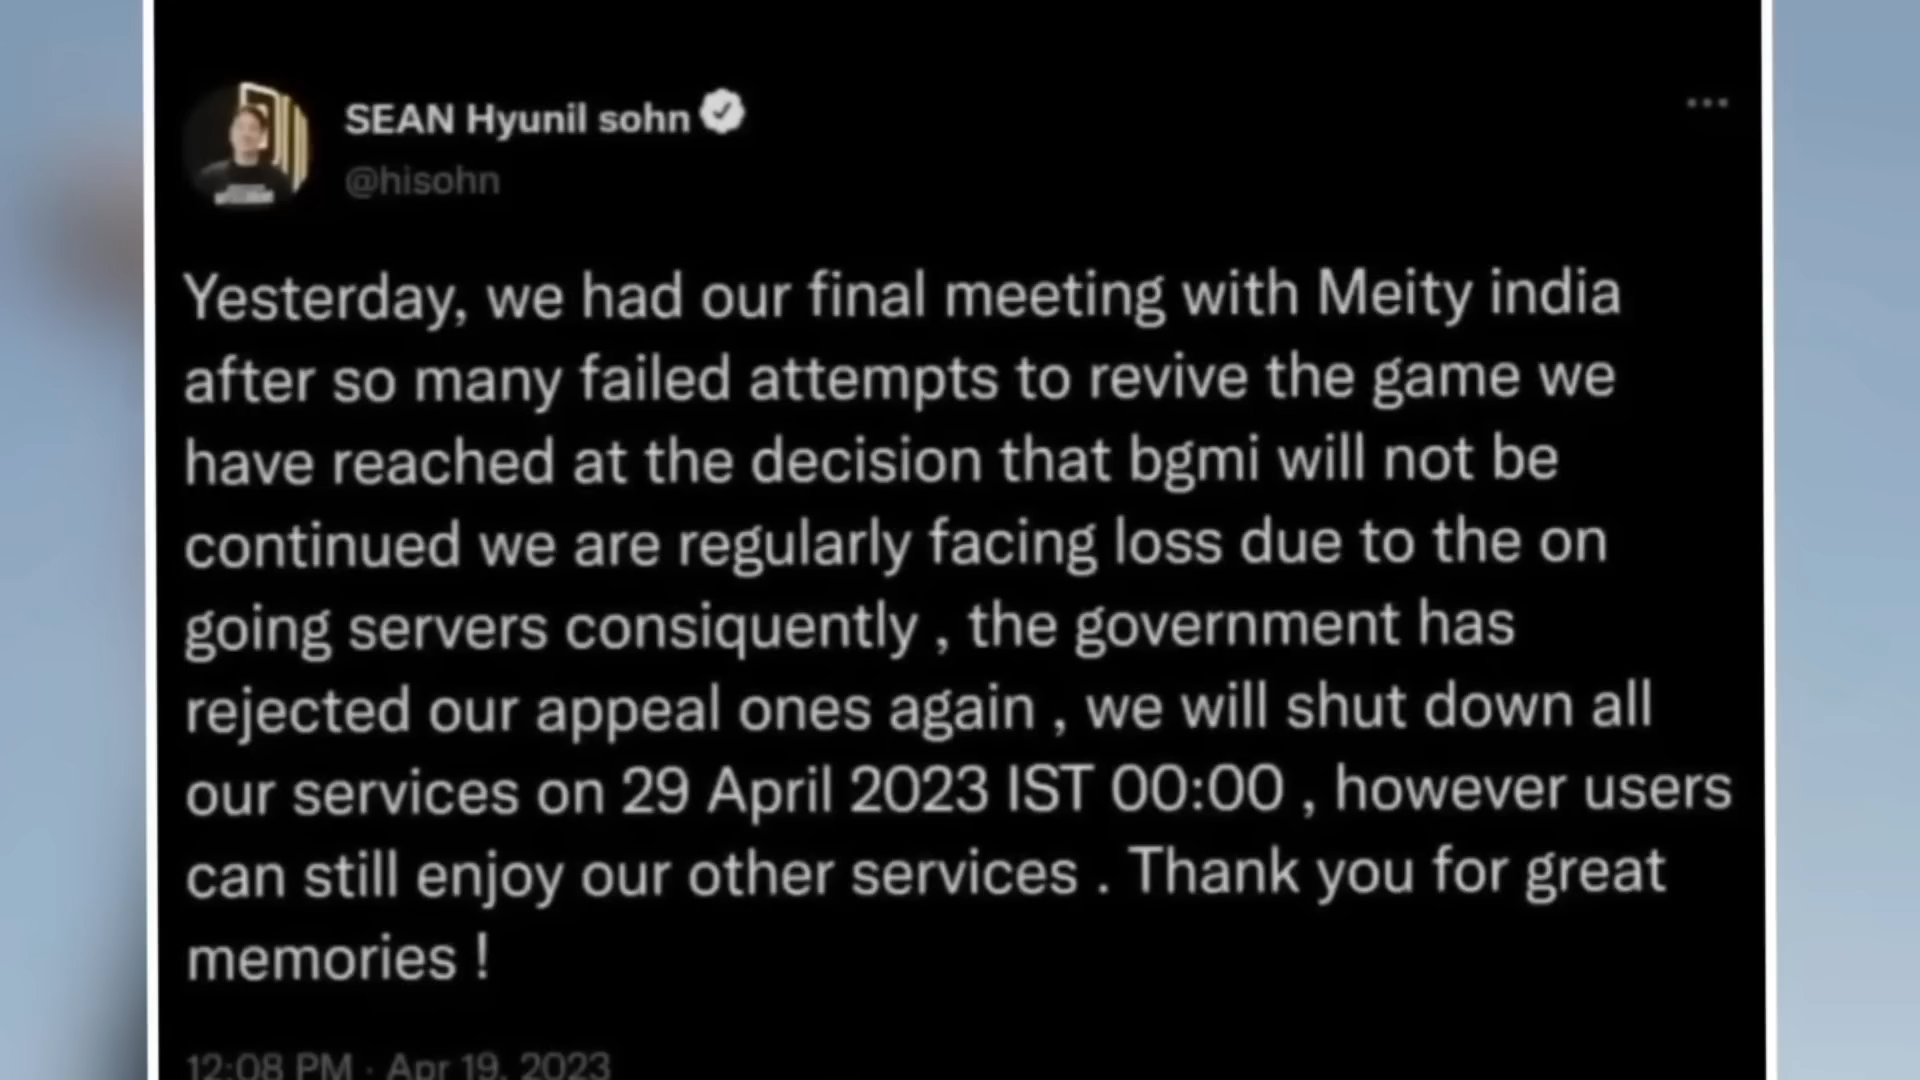 SEAN Hyunil sohn
@hisohn
Yesterday, we had our final meeting with Meity india
after so many failed attempts to revive the game we
have reached at the decision that bgmi will not be
continued we are regularly facing loss due to the on
going servers consiquently , the government has
rejected our appeal ones again , we will shut down all
our services on 29 April 2023 IST 00:00 , however users
can still enjoy our other services . Thank you for great
memories !
12:08 PM · Apr 19, 2023